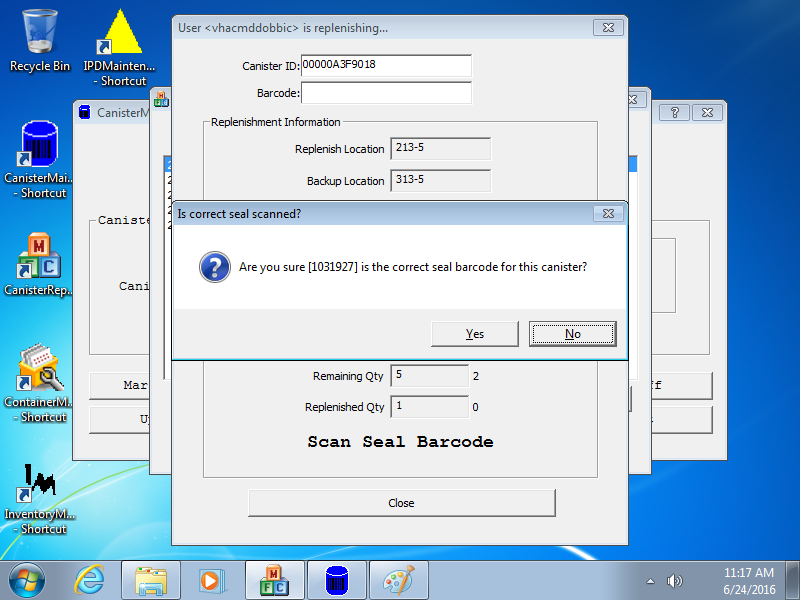 User <vhacmddobbic> is replenishing...
Recycle Bin
IPDMainten...
- Shortcut
Canister ID:
00000A3F9018
Barcode:
CanisterM
?
Replenishment Information
Replenish Location
213-5
Backup Location
313-5
CanisterMai...
- Shortcut
Is correct seal scanned?
Caniste
?
Are you sure [1031927] is the correct seal barcode for this canister?
M
F
C
CanisterRep...
Cani
Yes
No
Remaining Qty
5
2
Mar
ff
Replenished Qty
1
0
ContainerM...
- Shortcut
U
Scan Seal Barcode
IM
InventoryM...
- Shortcut
Close
M
F
C
11:17 AM
6/24/2016